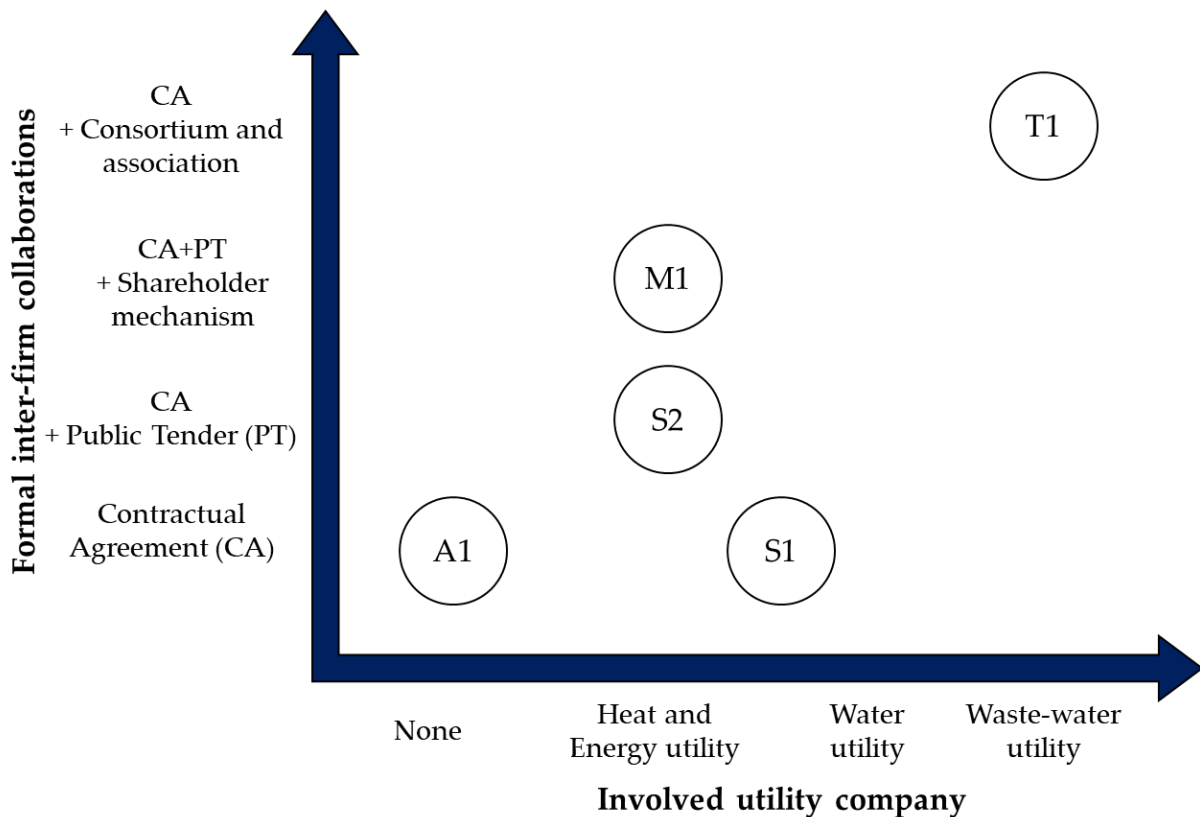 Formal inter-firm collaborations
CA
+ Consortium and
association
CA+PT
+ Shareholder
mechanism
CA
+ Public Tender (PT)
Contractual
Agreement (CA)
T1
M1
S2
A1
S1
None
Heat and
Energy utility
Water
utility
Waste-water
utility
Involved utility company